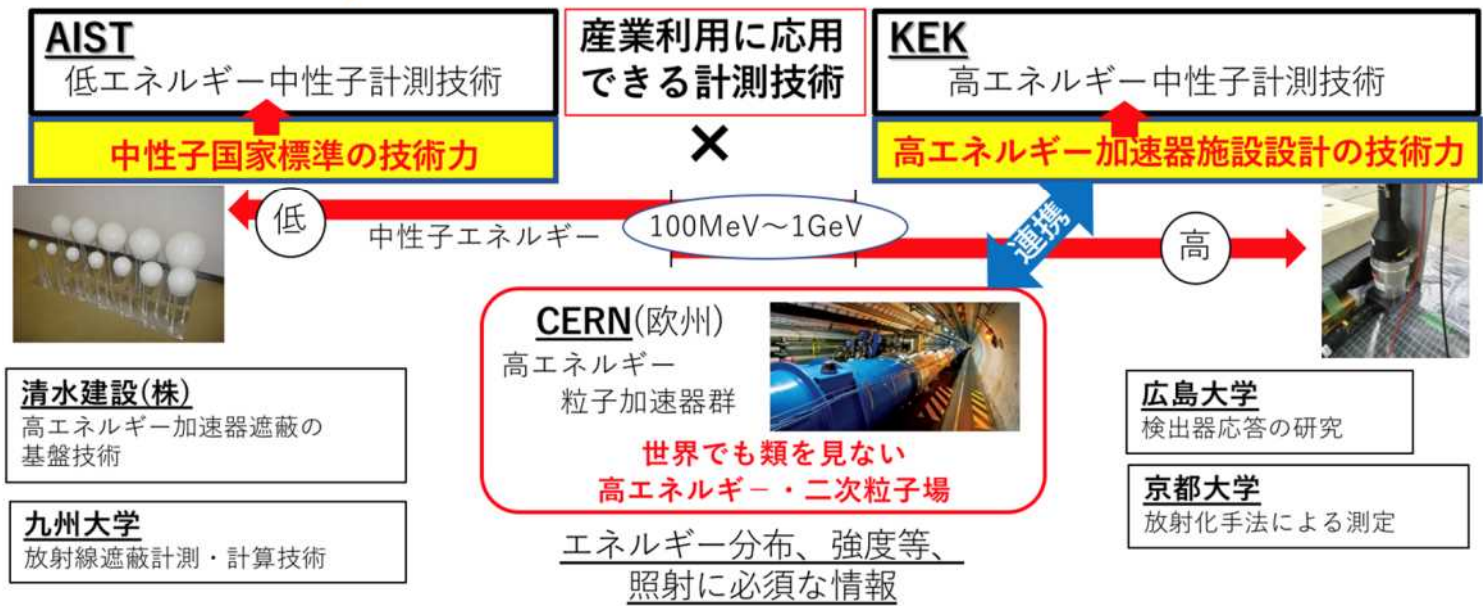 AIST
低エネルギー中性子計測技術
中性子国家標準の技術力
産業利用に応用
できる計測技術
×
KEK
高エネルギー中性子計測技術
高エネルギー加速器施設設計の技術力
低
中性子エネルギー
100MeV～1GeV
連携
高
CERN(欧州)
高エネルギー
粒子加速器群
世界でも類を見ない
高エネルギ－・二次粒子場
エネルギー分布、強度等、
照射に必須な情報
清水建設(株)
高エネルギー加速器遮蔽の
基盤技術
九州大学
放射線遮蔽計測・計算技術
広島大学
検出器応答の研究
京都大学
放射化手法による測定